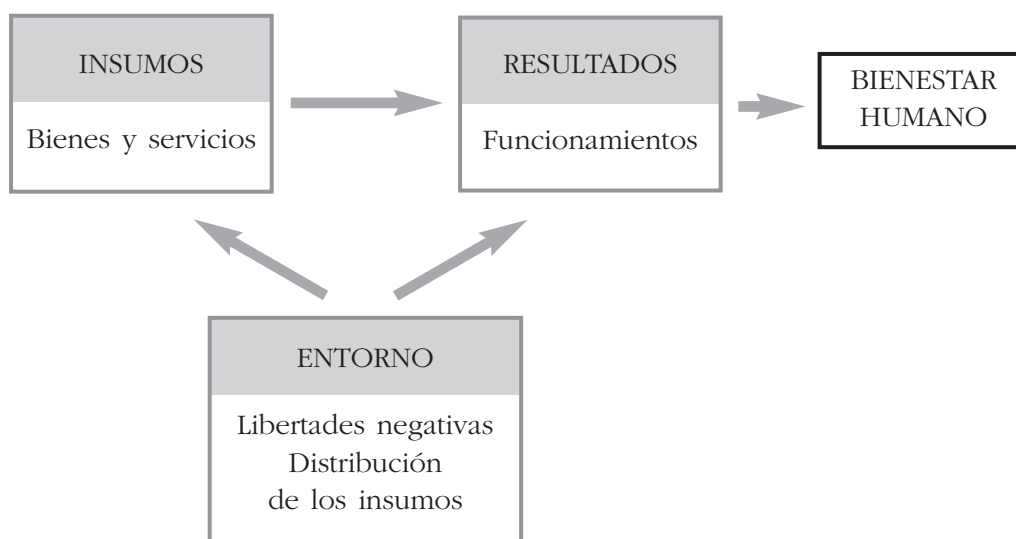 INSUMOS
Bienes y servicios
RESULTADOS
Funcionamientos
BIENESTAR
HUMANO
ENTORNO
Libertades negativas
Distribución
de los insumos